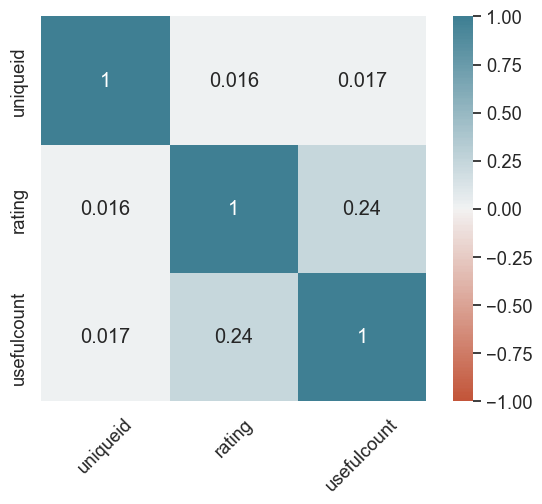 uniqueid 1 0.016 0.017
rating 0.016 1 0.24
usefulcount 0.017 0.24 1
uniqueid rating usefulcount
1.00
0.75
0.50
0.25
0.00
−0.25
−0.50
−0.75
−1.00